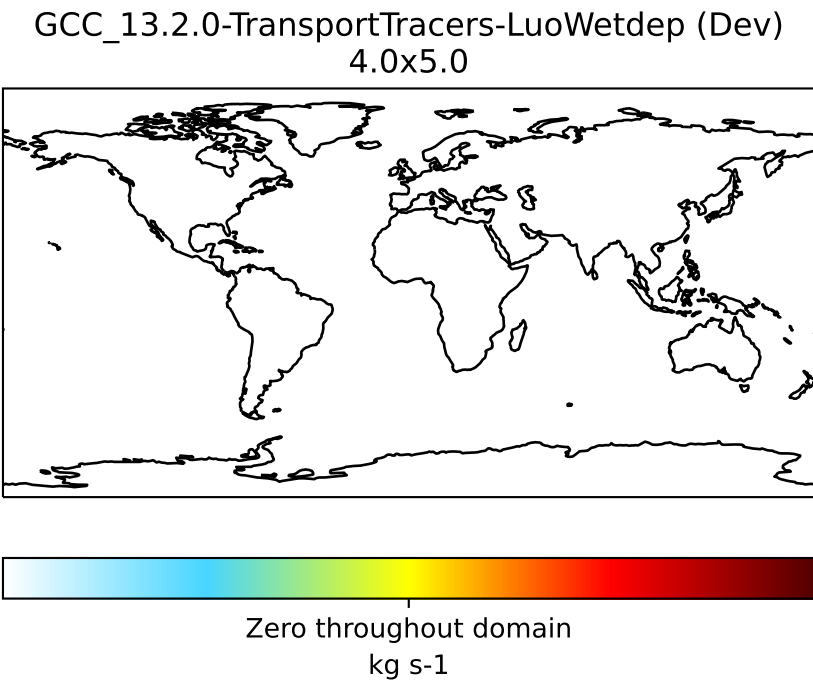 GCC_13.2.0-TransportTracers-LuoWetdep (Dev)
4.0x5.0
Zero throughout domain
kg s-1